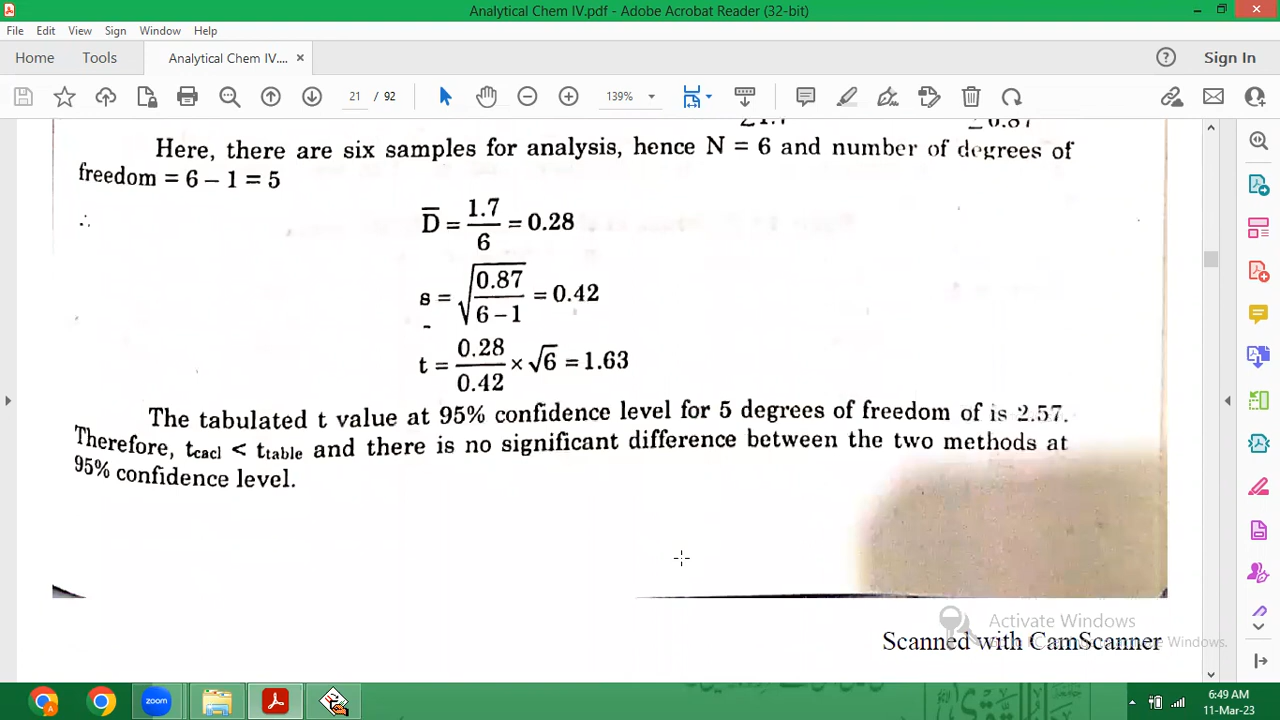 Analytical Chem IV.pdf - Adobe Acrobat Reader (32-bit)
File Edit View Sign Window Help
Home Tools Analytical Chem IV.... × Sign In
21 / 92 139%
Σ1.7 Σ0.87
Here, there are six samples for analysis, hence N = 6 and number of degrees of
freedom = 6 – 1 = 5
∴ D̅ = 1.7/6 = 0.28
s = √(0.87/(6 – 1)) = 0.42
t = 0.28/0.42 × √6 = 1.63
The tabulated t value at 95% confidence level for 5 degrees of freedom of is 2.57.
Therefore, tcacl < ttable and there is no significant difference between the two methods at
95% confidence level.
Activate Windows
Scanned with CamScanner
zoom
6:49 AM
11-Mar-23